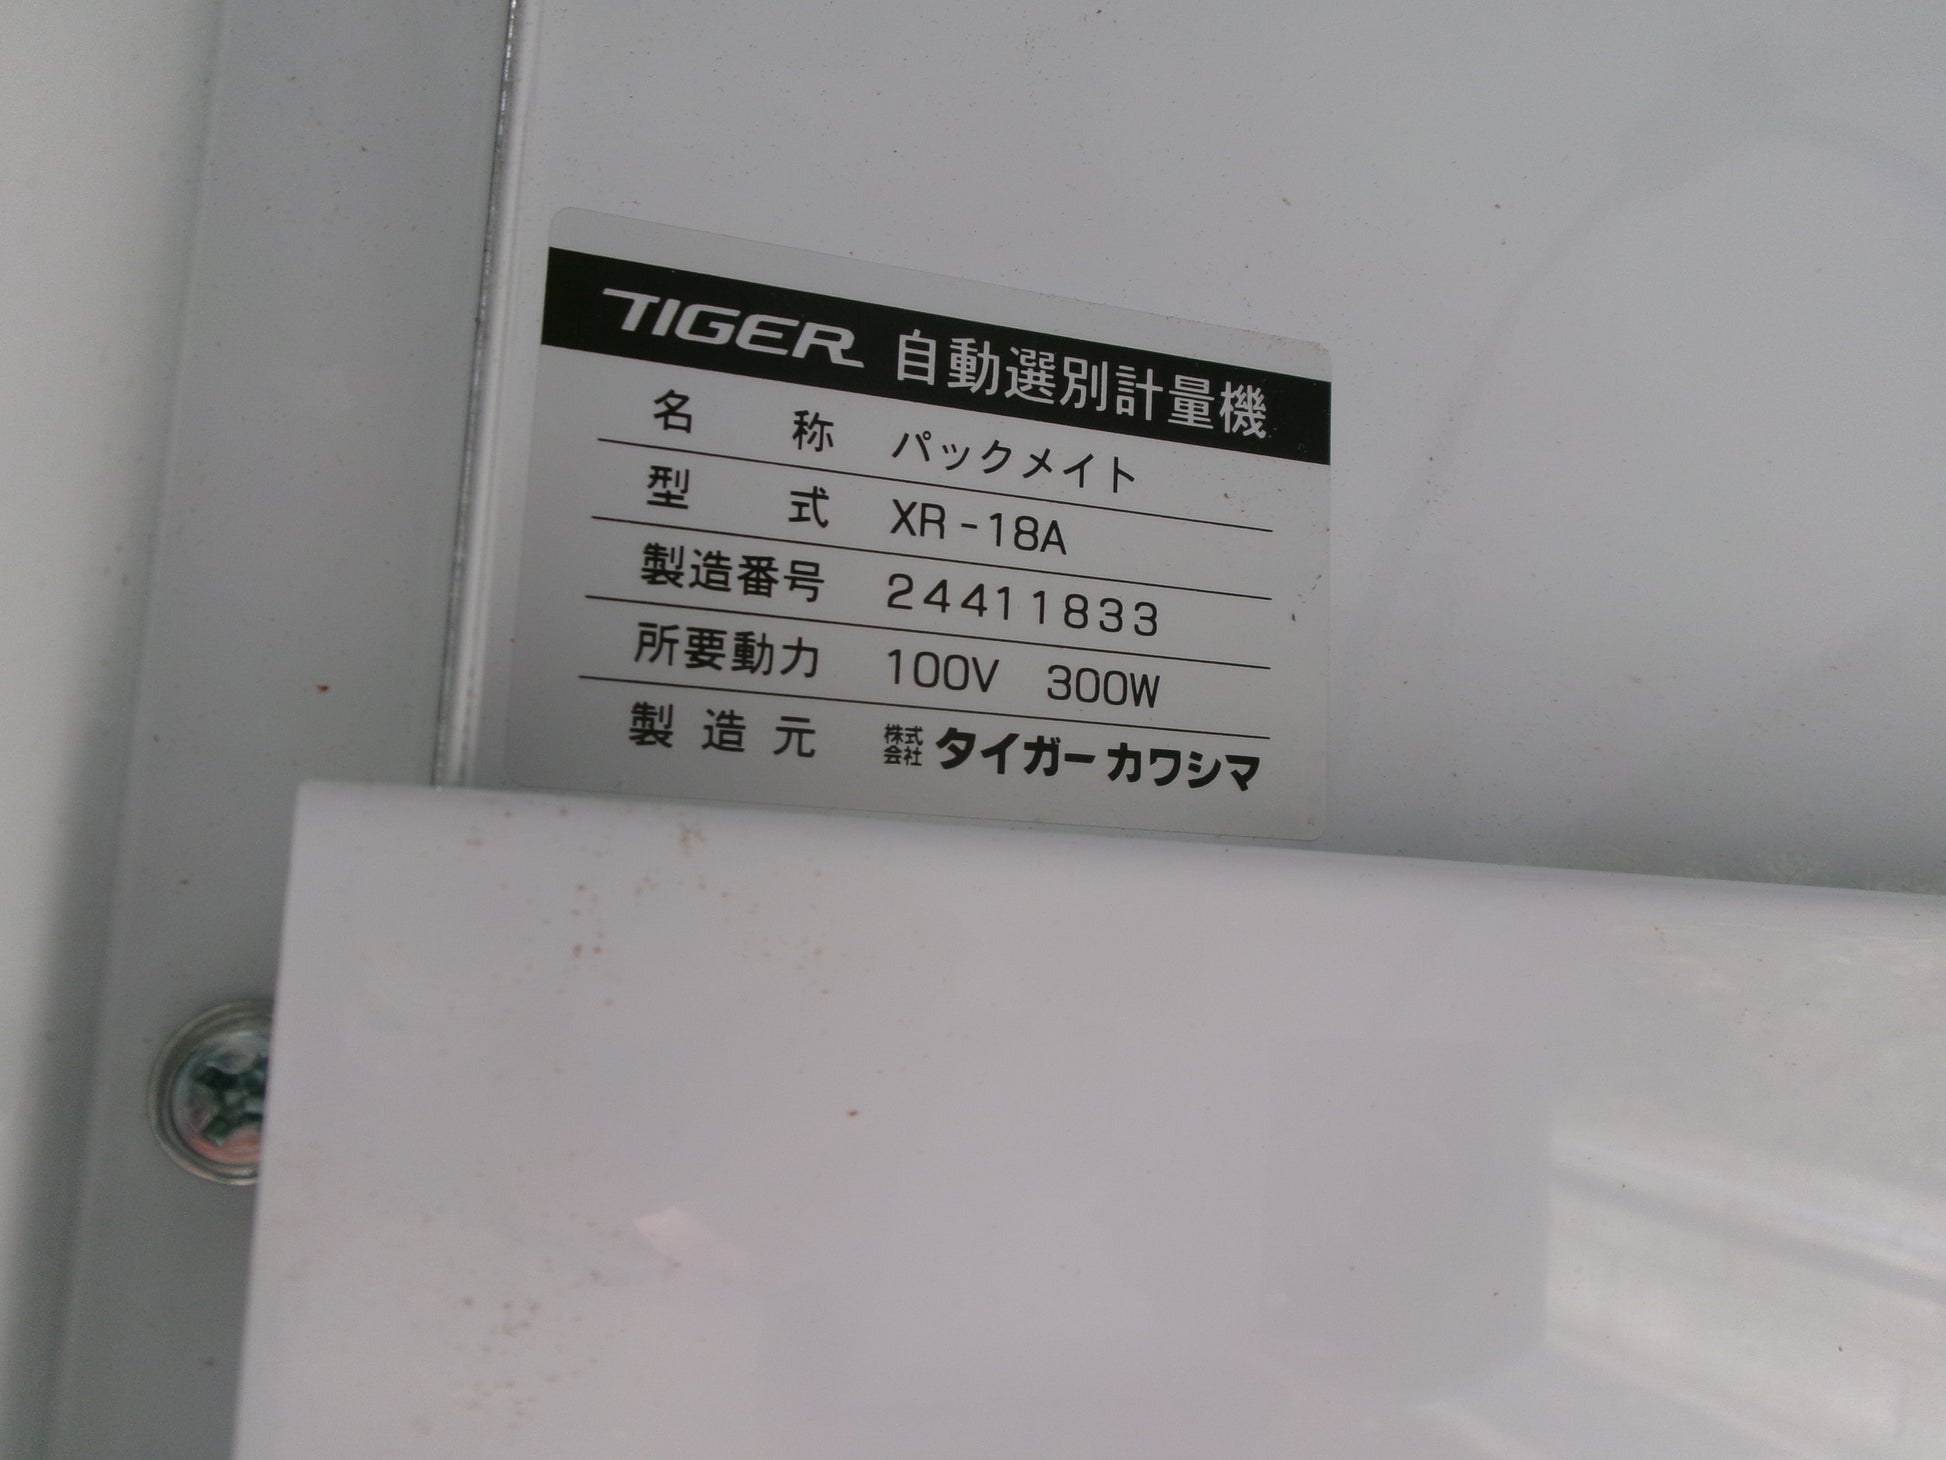 TIGER 自動選別計量機
名称 パックメイト
型式 XR-18A
製造番号 24411833
所要動力 100V 300W
製造元 株式会社 タイガーカワシマ